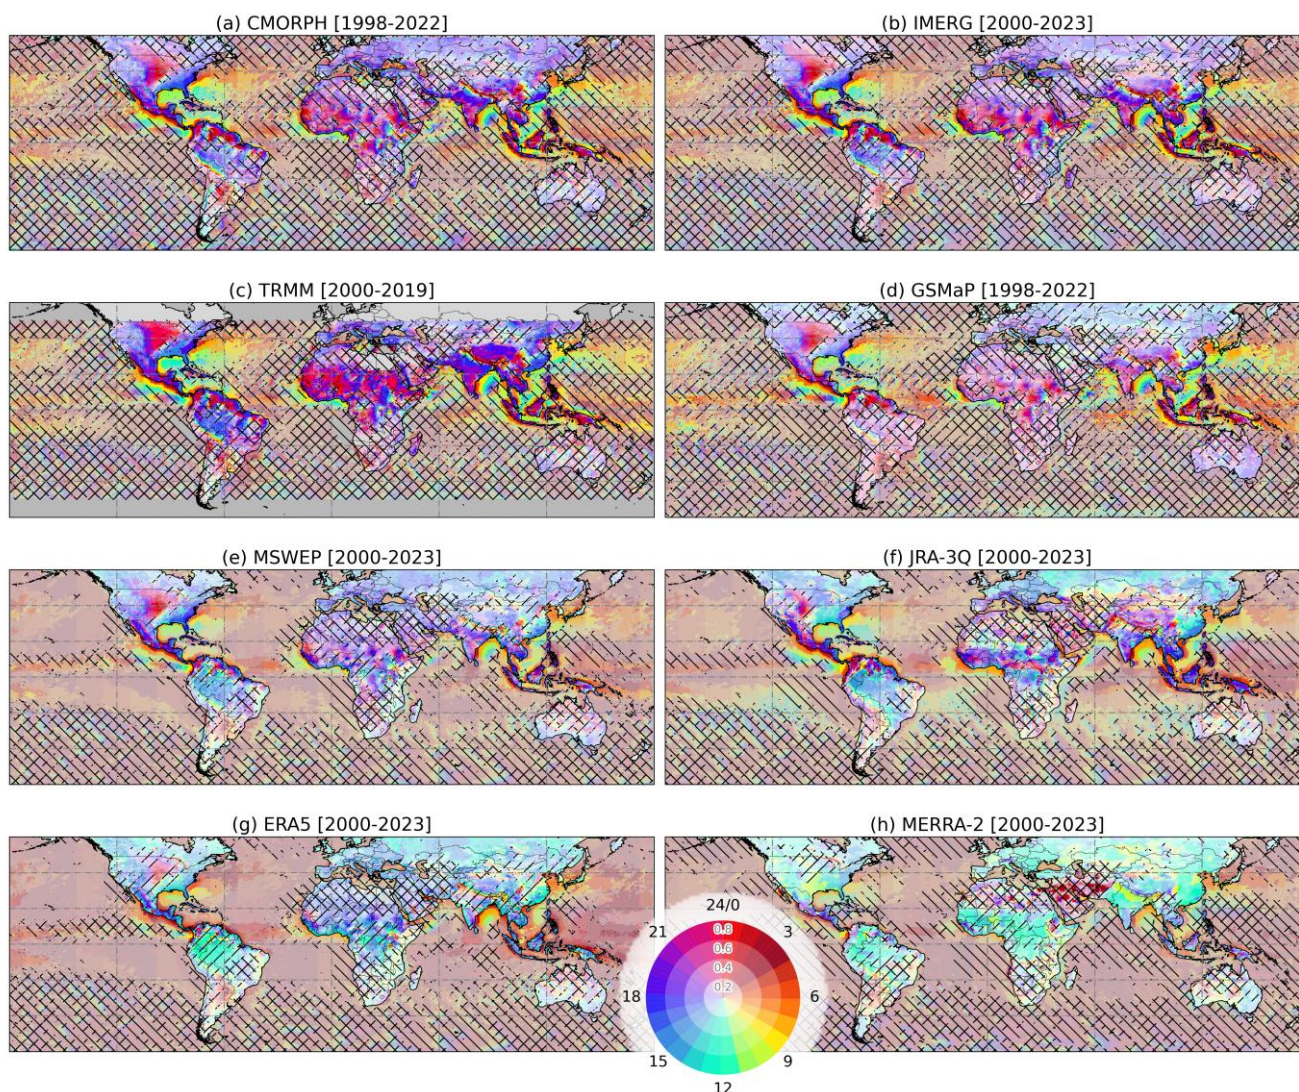 (a) CMORPH [1998-2022]
(b) IMERG [2000-2023]
(c) TRMM [2000-2019]
(d) GSMaP [1998-2022]
(e) MSWEP [2000-2023]
(f) JRA-3Q [2000-2023]
(g) ERA5 [2000-2023]
(h) MERRA-2 [2000-2023]
24/0
21
3
0.8
0.6
0.4
0.2
18
6
15
9
12